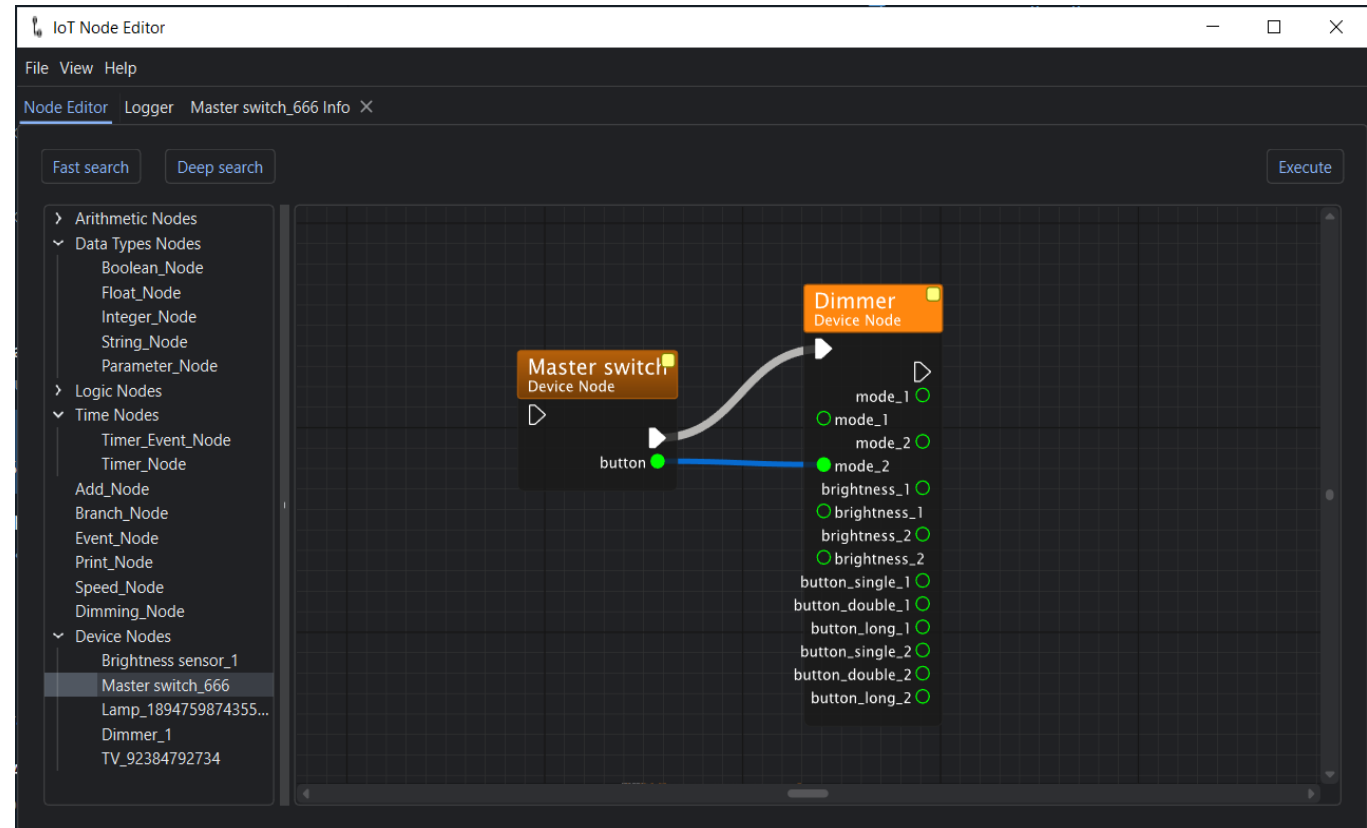 IoT Node Editor
File View Help
Node Editor Logger Master switch_666 Info
Fast search Deep search Execute
Arithmetic Nodes
Data Types Nodes
Boolean_Node
Float_Node
Integer_Node
String_Node
Parameter_Node
Logic Nodes
Time Nodes
Timer_Event_Node
Timer_Node
Add_Node
Branch_Node
Event_Node
Print_Node
Speed_Node
Dimming_Node
Device Nodes
Brightness sensor_1
Master switch_666
Lamp_1894759874355...
Dimmer_1
TV_92384792734
Master switch
Device Node
button
Dimmer
Device Node
mode_1
mode_1
mode_2
mode_2
brightness_1
brightness_1
brightness_2
brightness_2
button_single_1
button_double_1
button_long_1
button_single_2
button_double_2
button_long_2